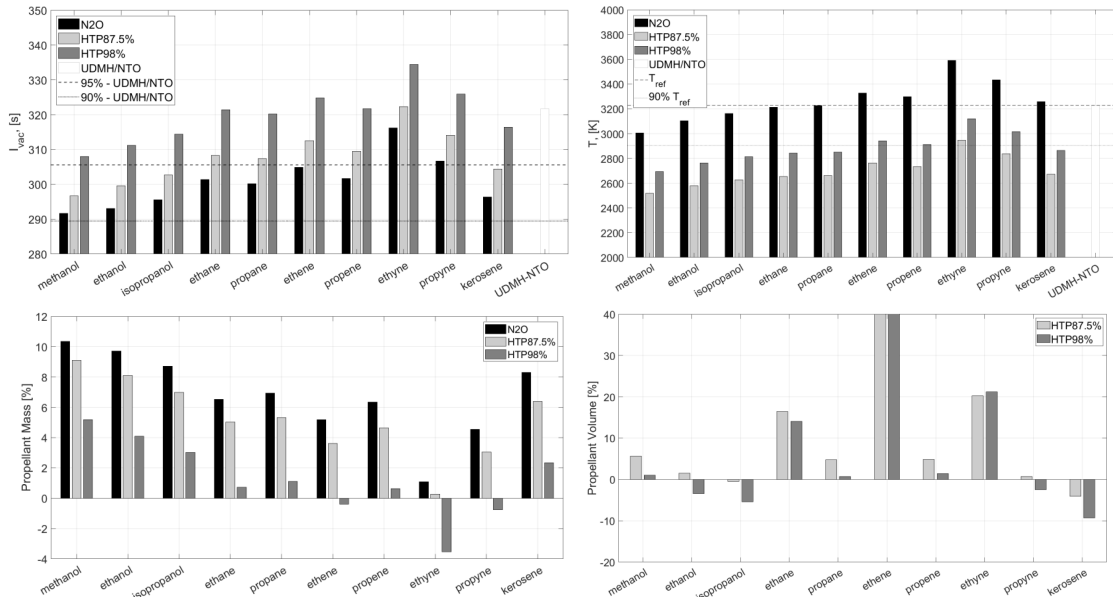 350
340
330
320
310
300
290
280
I_vac, [s]
N2O
HTP87.5%
HTP98%
UDMH/NTO
95% - UDMH/NTO
90% - UDMH/NTO
methanol
ethanol
isopropanol
ethane
propane
ethene
propene
ethyne
propyne
kerosene
UDMH-NTO
4000
3800
3600
3400
3200
3000
2800
2600
2400
2200
2000
T, [K]
N2O
HTP87.5%
HTP98%
UDMH/NTO
T_ref
90% T_ref
methanol
ethanol
isopropanol
ethane
propane
ethene
propene
ethyne
propyne
kerosene
UDMH-NTO
12
10
8
6
4
2
0
-2
-4
Propellant Mass [%]
N2O
HTP87.5%
HTP98%
methanol
ethanol
isopropanol
ethane
propane
ethene
propene
ethyne
propyne
kerosene
40
30
20
10
0
-10
-20
Propellant Volume [%]
HTP87.5%
HTP98%
methanol
ethanol
isopropanol
ethane
propane
ethene
propene
ethyne
propyne
kerosene